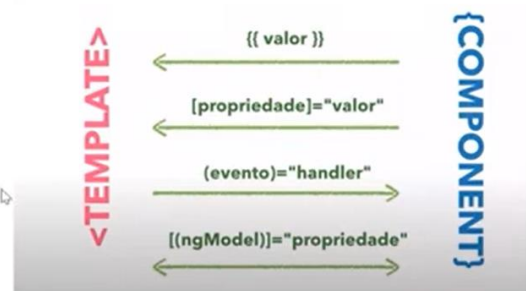 <TEMPLATE>
{{ valor }}
[propriedade]="valor"
(evento)="handler"
[(ngModel)]="propriedade"
{COMPONENT}